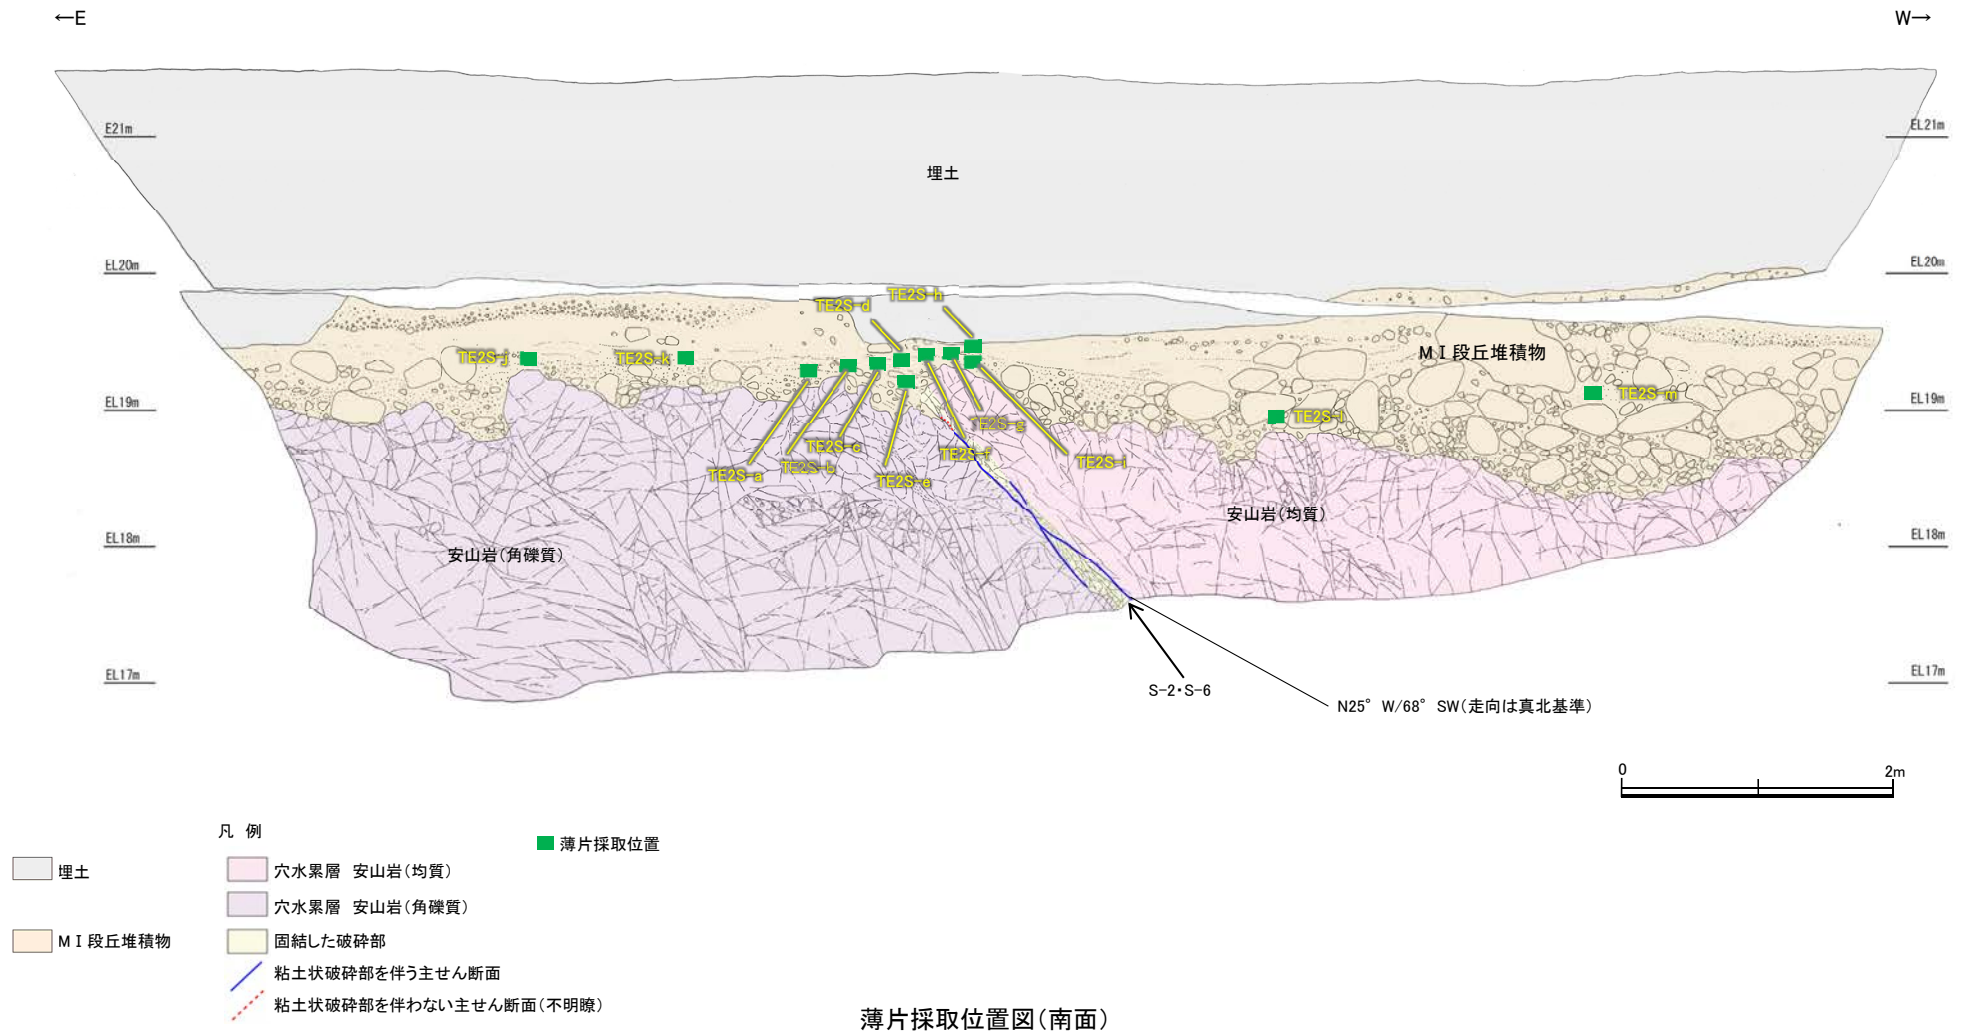 ←E
W→
E21m
EL21m
埋土
EL20m
EL20m
TE2S-d
TE2S-h
TE2S-j
TE2S-k
MⅠ段丘堆積物
TE2S-m
EL19m
EL19m
TE2S-l
TE2S-g
TE2S-c
TE2S-f
TE2S-b
TE2S-i
TE2S-a
TE2S-e
安山岩(均質)
安山岩(角礫質)
EL18m
EL18m
EL17m
EL17m
S-2・S-6
N25°W/68°SW(走向は真北基準)
0
2m
凡 例
薄片採取位置
埋土
穴水累層 安山岩(均質)
穴水累層 安山岩(角礫質)
MⅠ段丘堆積物
固結した破砕部
粘土状破砕部を伴う主せん断面
粘土状破砕部を伴わない主せん断面(不明瞭)
薄片採取位置図(南面)